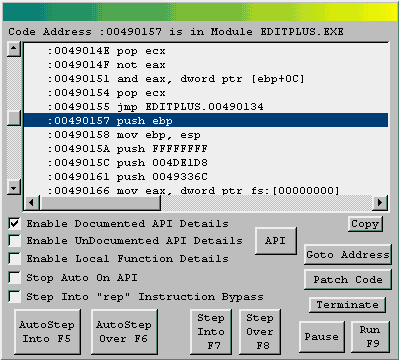 Code Address :00490157 is in Module EDITPLUS.EXE
:0049014E pop ecx
:0049014F not eax
:00490151 and eax, dword ptr [ebp+0C]
:00490154 pop ecx
:00490155 jmp EDITPLUS.00490134
:00490157 push ebp
:00490158 mov ebp, esp
:0049015A push FFFFFFFF
:0049015C push 004DE1D8
:00490161 push 0049336C
:00490166 mov eax, dword ptr fs:[00000000]
Enable Documented API Details
Copy
Enable UnDocumented API Details
API
Enable Local Function Details
Goto Address
Stop Auto On API
Patch Code
Step Into "rep" Instruction Bypass
Terminate
AutoStep
Into F5
AutoStep
Over F6
Step
Into
F7
Step
Over
F8
Pause
Run
F9